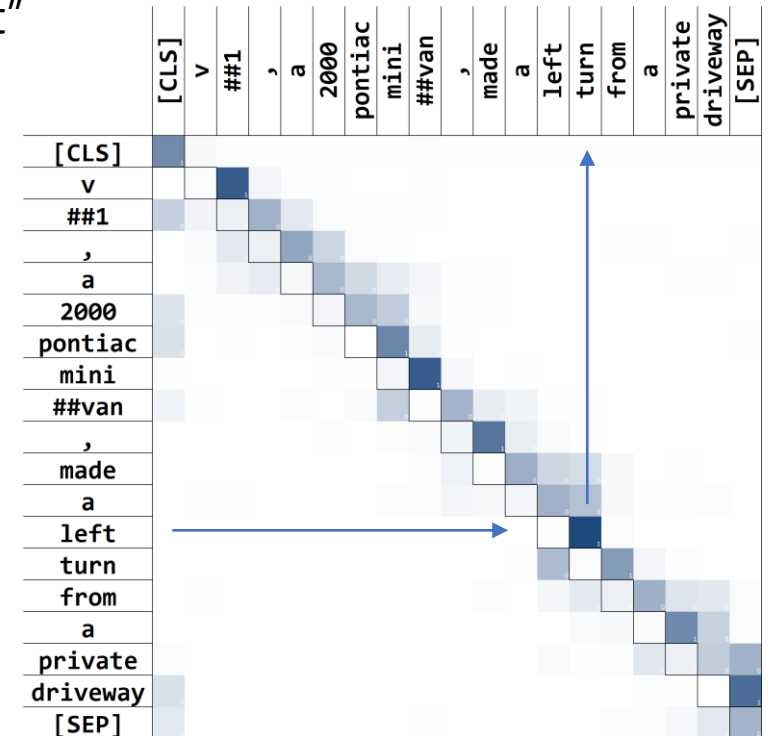 t"
[CLS] v ##1 , a 2000 pontiac mini ##van , made a left turn from a private driveway [SEP]
[CLS]
v
##1
,
a
2000
pontiac
mini
##van
,
made
a
left
turn
from
a
private
driveway
[SEP]